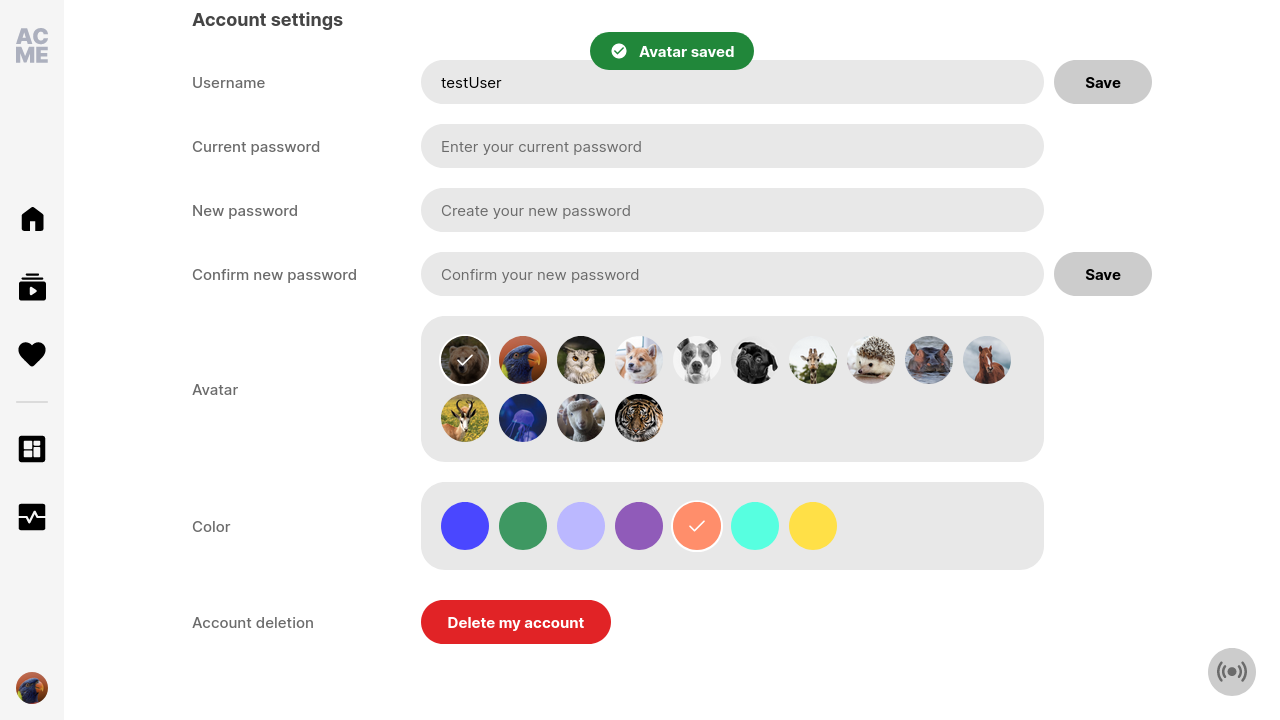 AC
ME
Account settings
Avatar saved
Username
testUser
Save
Current password
Enter your current password
New password
Create your new password
Confirm new password
Confirm your new password
Save
Avatar
Color
Account deletion
Delete my account